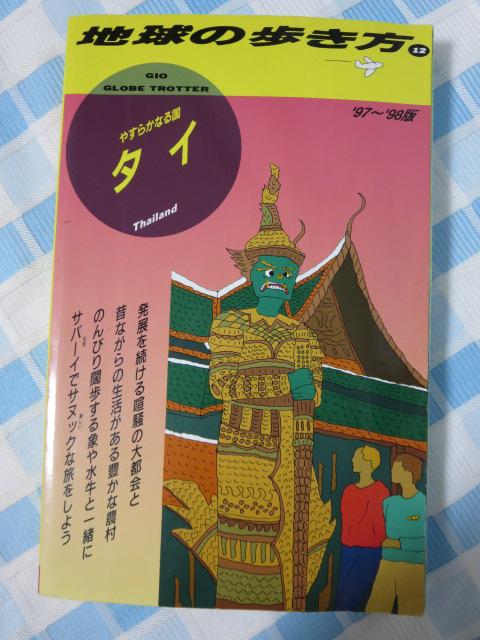 地球の歩き方 12
GIO
GLOBE TROTTER
'97〜'98版
やすらかなる国
タイ
Thailand
発展を続ける喧騒の大都会と
昔ながらの生活がある豊かな農村
のんびり闊歩する象や水牛と一緒に
サバーイでサヌックな旅をしよう